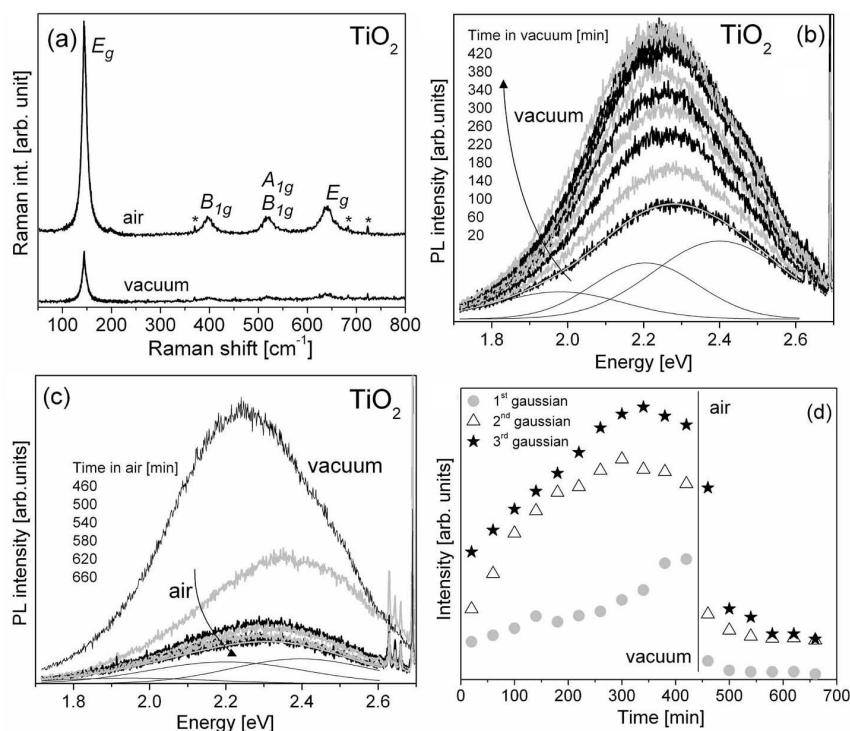 (a)
TiO2
Eg
B1g
A1g
B1g
Eg
* * * *
air
vacuum
Raman int. [arb. unit]
100 200 300 400 500 600 700 800
Raman shift [cm-1]
(b)
TiO2
Time in vacuum [min]
420
380
340
300
260
220
180
140
100
60
20
vacuum
PL intensity [arb.units]
1.8 2.0 2.2 2.4 2.6
Energy [eV]
(c)
TiO2
Time in air [min]
460
500
540
580
620
660
vacuum
air
PL intensity [arb.units]
1.8 2.0 2.2 2.4 2.6
Energy [eV]
(d)
1st gaussian
2nd gaussian
3rd gaussian
air
vacuum
Intensity [arb. units]
0 100 200 300 400 500 600 700
Time [min]